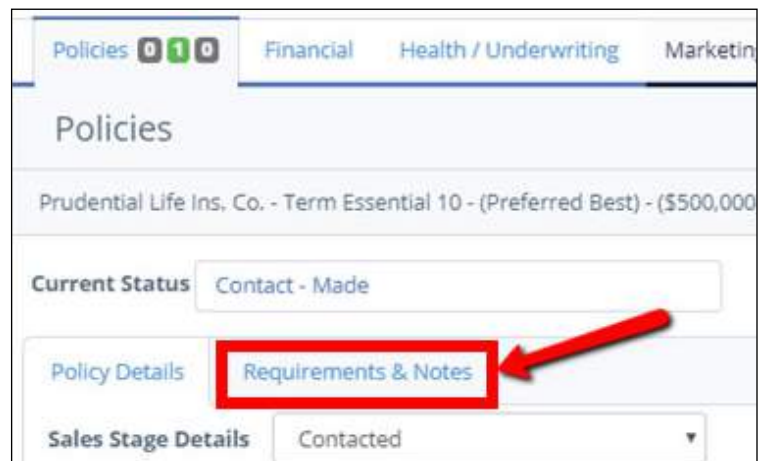 Policies 0 1 0 Financial Health / Underwriting Marketin
Policies
Prudential Life Ins. Co. - Term Essential 10 - (Preferred Best) - ($500,000
Current Status Contact - Made
Policy Details Requirements & Notes
Sales Stage Details Contacted